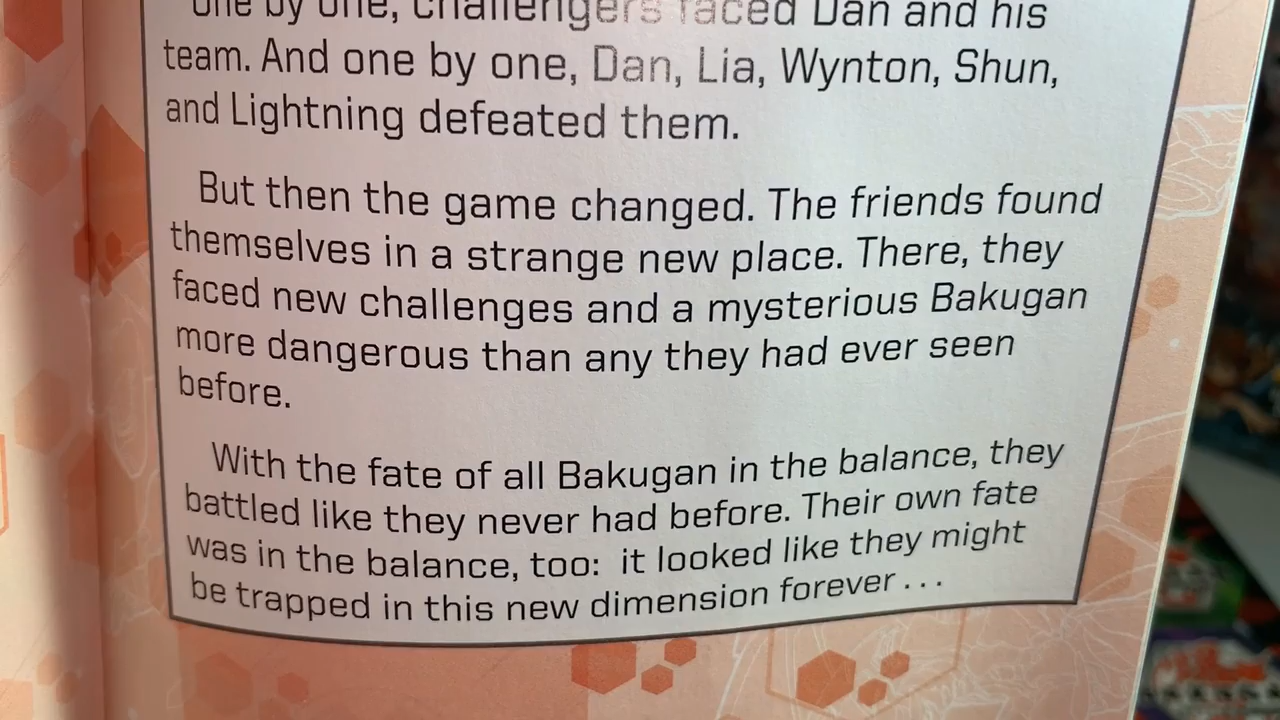 one by one, challengers faced Dan and his
team. And one by one, Dan, Lia, Wynton, Shun,
and Lightning defeated them.
But then the game changed. The friends found
themselves in a strange new place. There, they
faced new challenges and a mysterious Bakugan
more dangerous than any they had ever seen
before.
With the fate of all Bakugan in the balance, they
battled like they never had before. Their own fate
was in the balance, too: it looked like they might
be trapped in this new dimension forever . . .